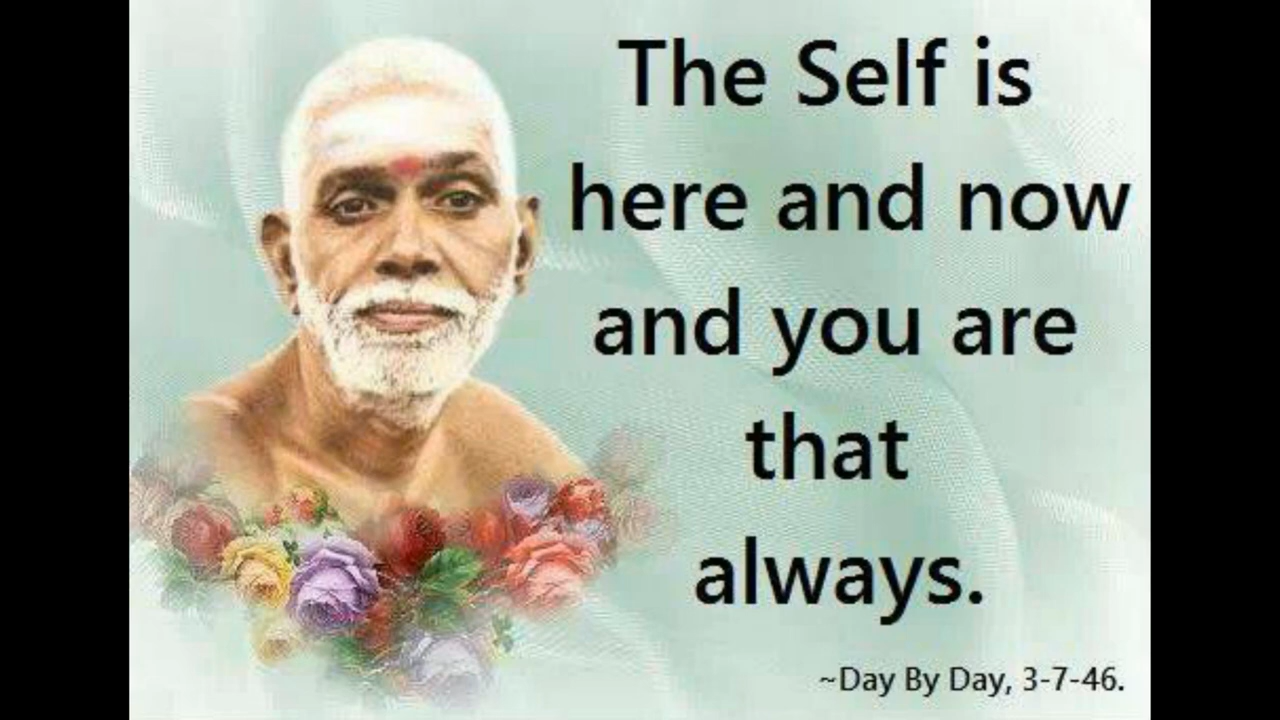 The Self is
here and now
and you are
that
always.
~Day By Day, 3-7-46.